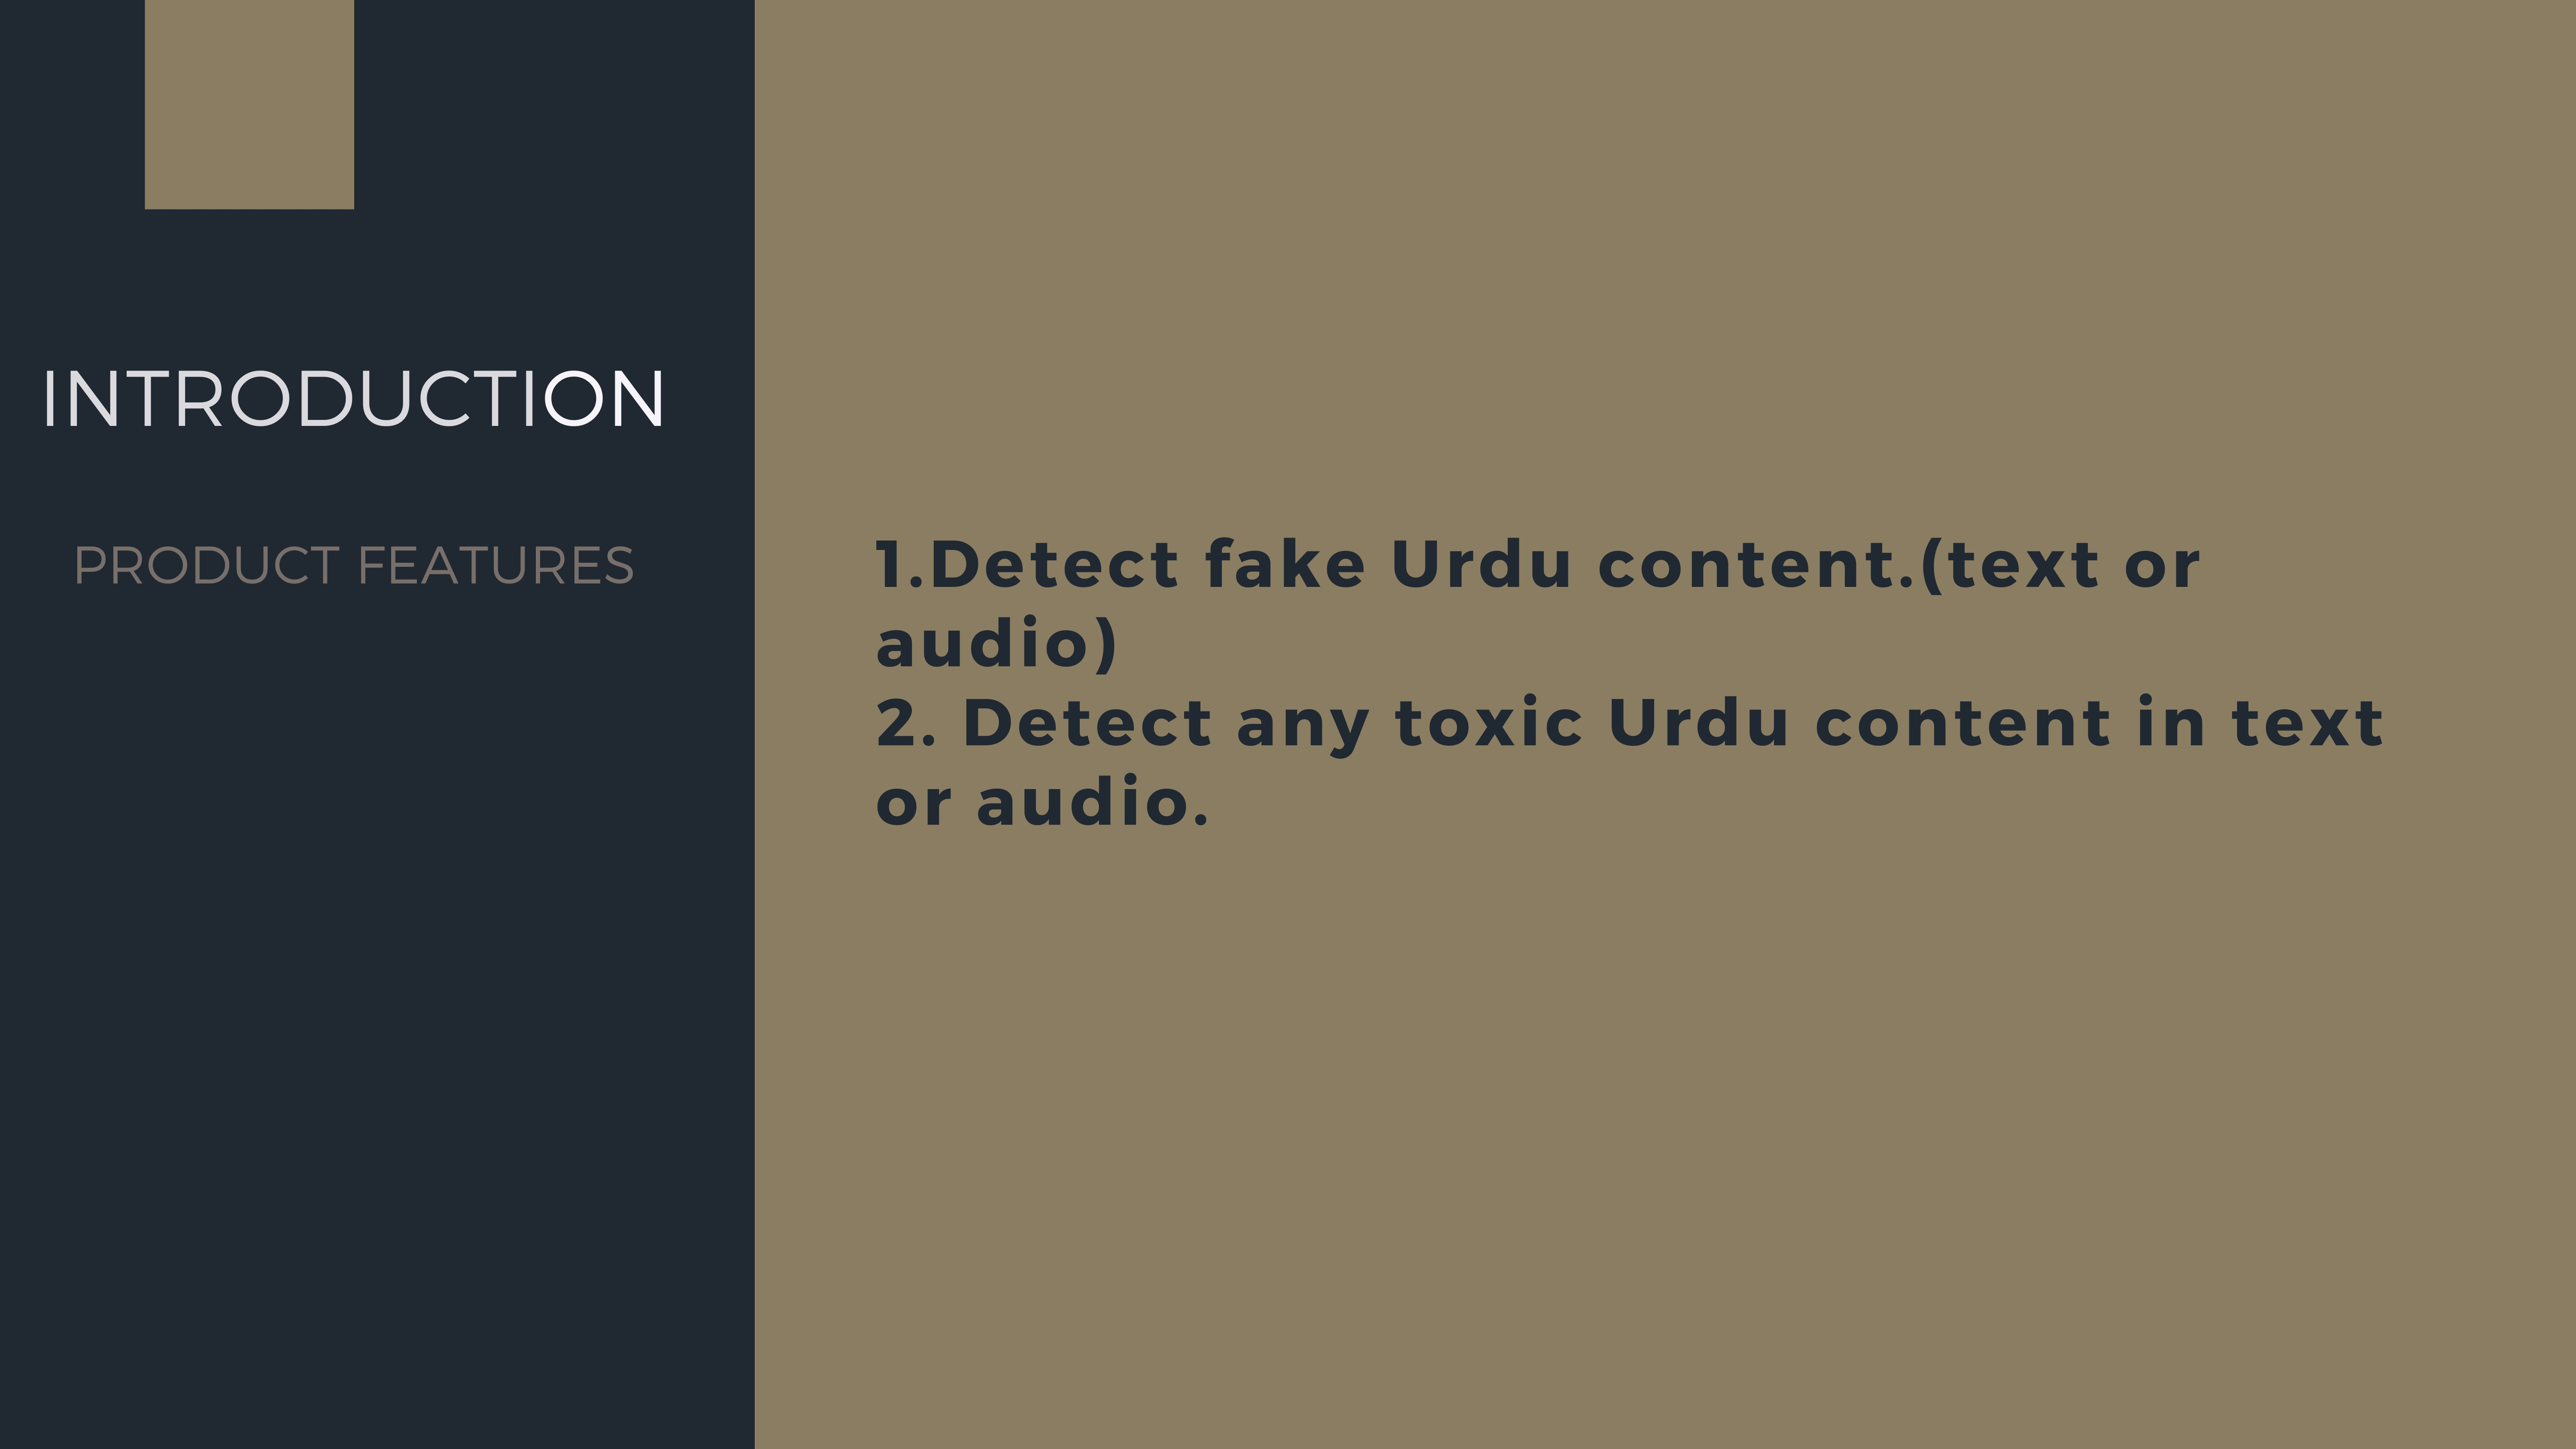 INTRODUCTION
PRODUCT FEATURES
1.Detect fake Urdu content.(text or
audio)
2. Detect any toxic Urdu content in text
or audio.